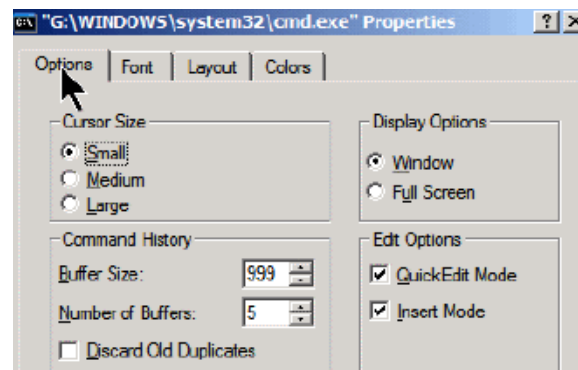 "G:\WINDOWS\system32\cmd.exe" Properties
Options Font Layout Colors
Cursor Size
Small
Medium
Large
Display Options
Window
Full Screen
Command History
Buffer Size: 999
Number of Buffers: 5
Discard Old Duplicates
Edit Options
QuickEdit Mode
Insert Mode